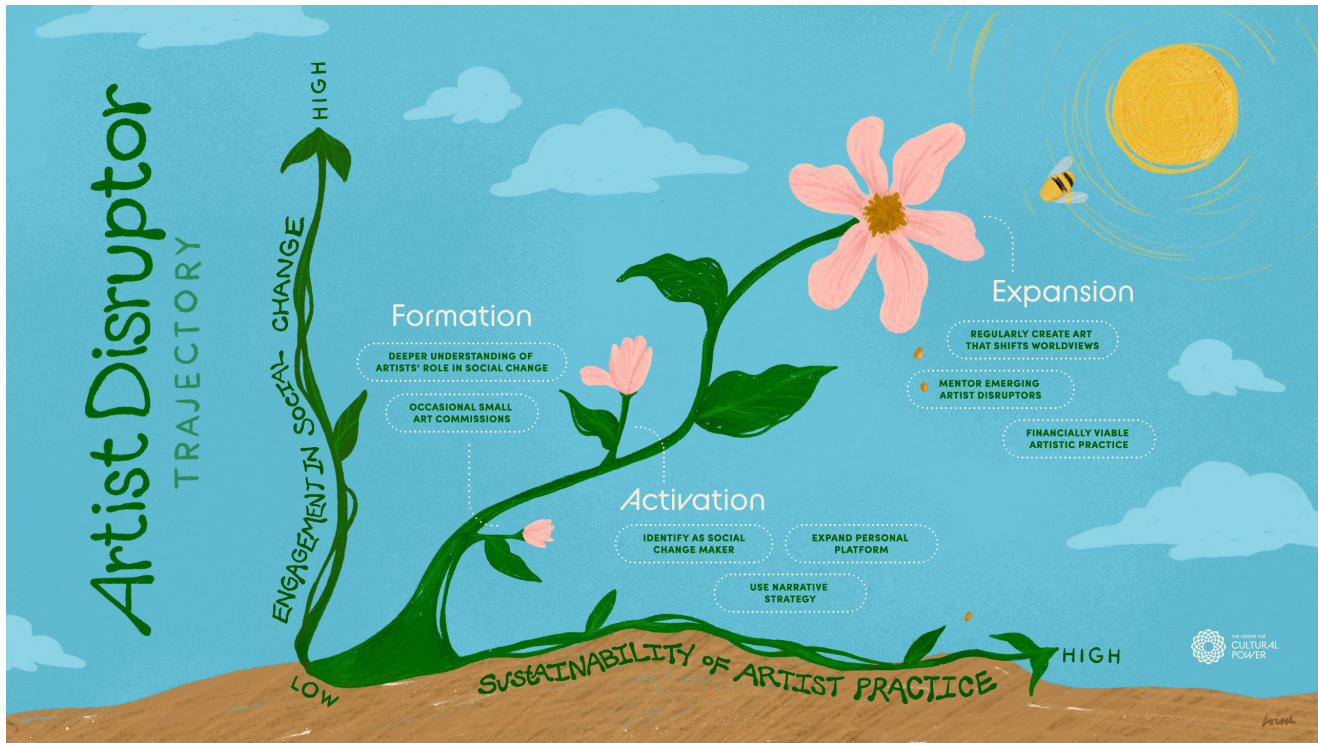 Artist Disruptor
TRAJECTORY
HIGH
ENGAGEMENT IN SOCIAL CHANGE
LOW
Formation
DEEPER UNDERSTANDING OF
ARTISTS' ROLE IN SOCIAL CHANGE
OCCASIONAL SMALL
ART COMMISSIONS
Activation
IDENTIFY AS SOCIAL
CHANGE MAKER
EXPAND PERSONAL
PLATFORM
USE NARRATIVE
STRATEGY
Expansion
REGULARLY CREATE ART
THAT SHIFTS WORLDVIEWS
MENTOR EMERGING
ARTIST DISRUPTORS
FINANCIALLY VIABLE
ARTISTIC PRACTICE
SUSTAINABILITY OF ARTIST PRACTICE
HIGH
THE CENTER FOR
CULTURAL
POWER